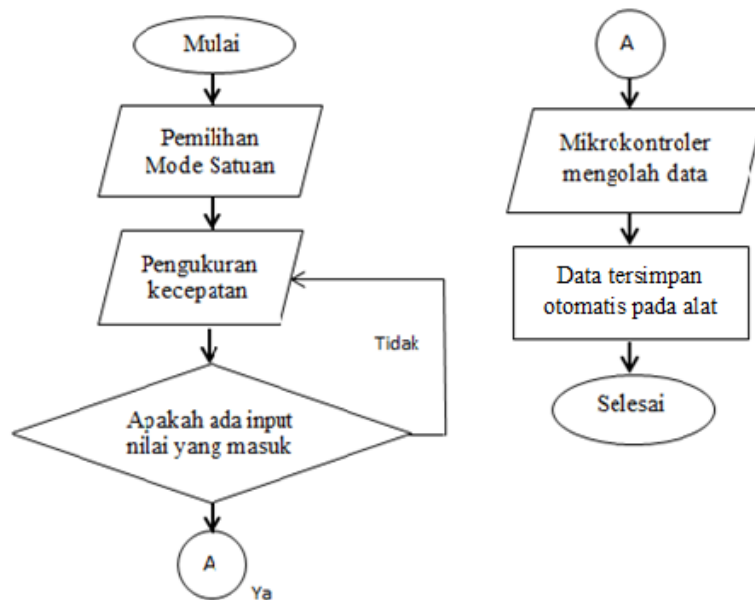 Mulai
Pemilihan
Mode Satuan
Pengukuran
kecepatan
Tidak
Apakah ada input
nilai yang masuk
A
Ya
A
Mikrokontroler
mengolah data
Data tersimpan
otomatis pada alat
Selesai